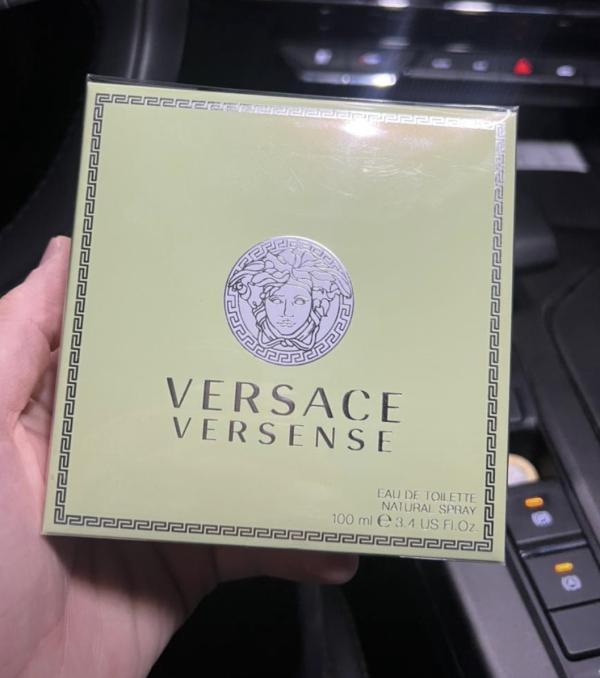 VERSACE
VERSENSE
EAU DE TOILETTE
NATURAL SPRAY
100 ml ℮ 3.4 US Fl.Oz.